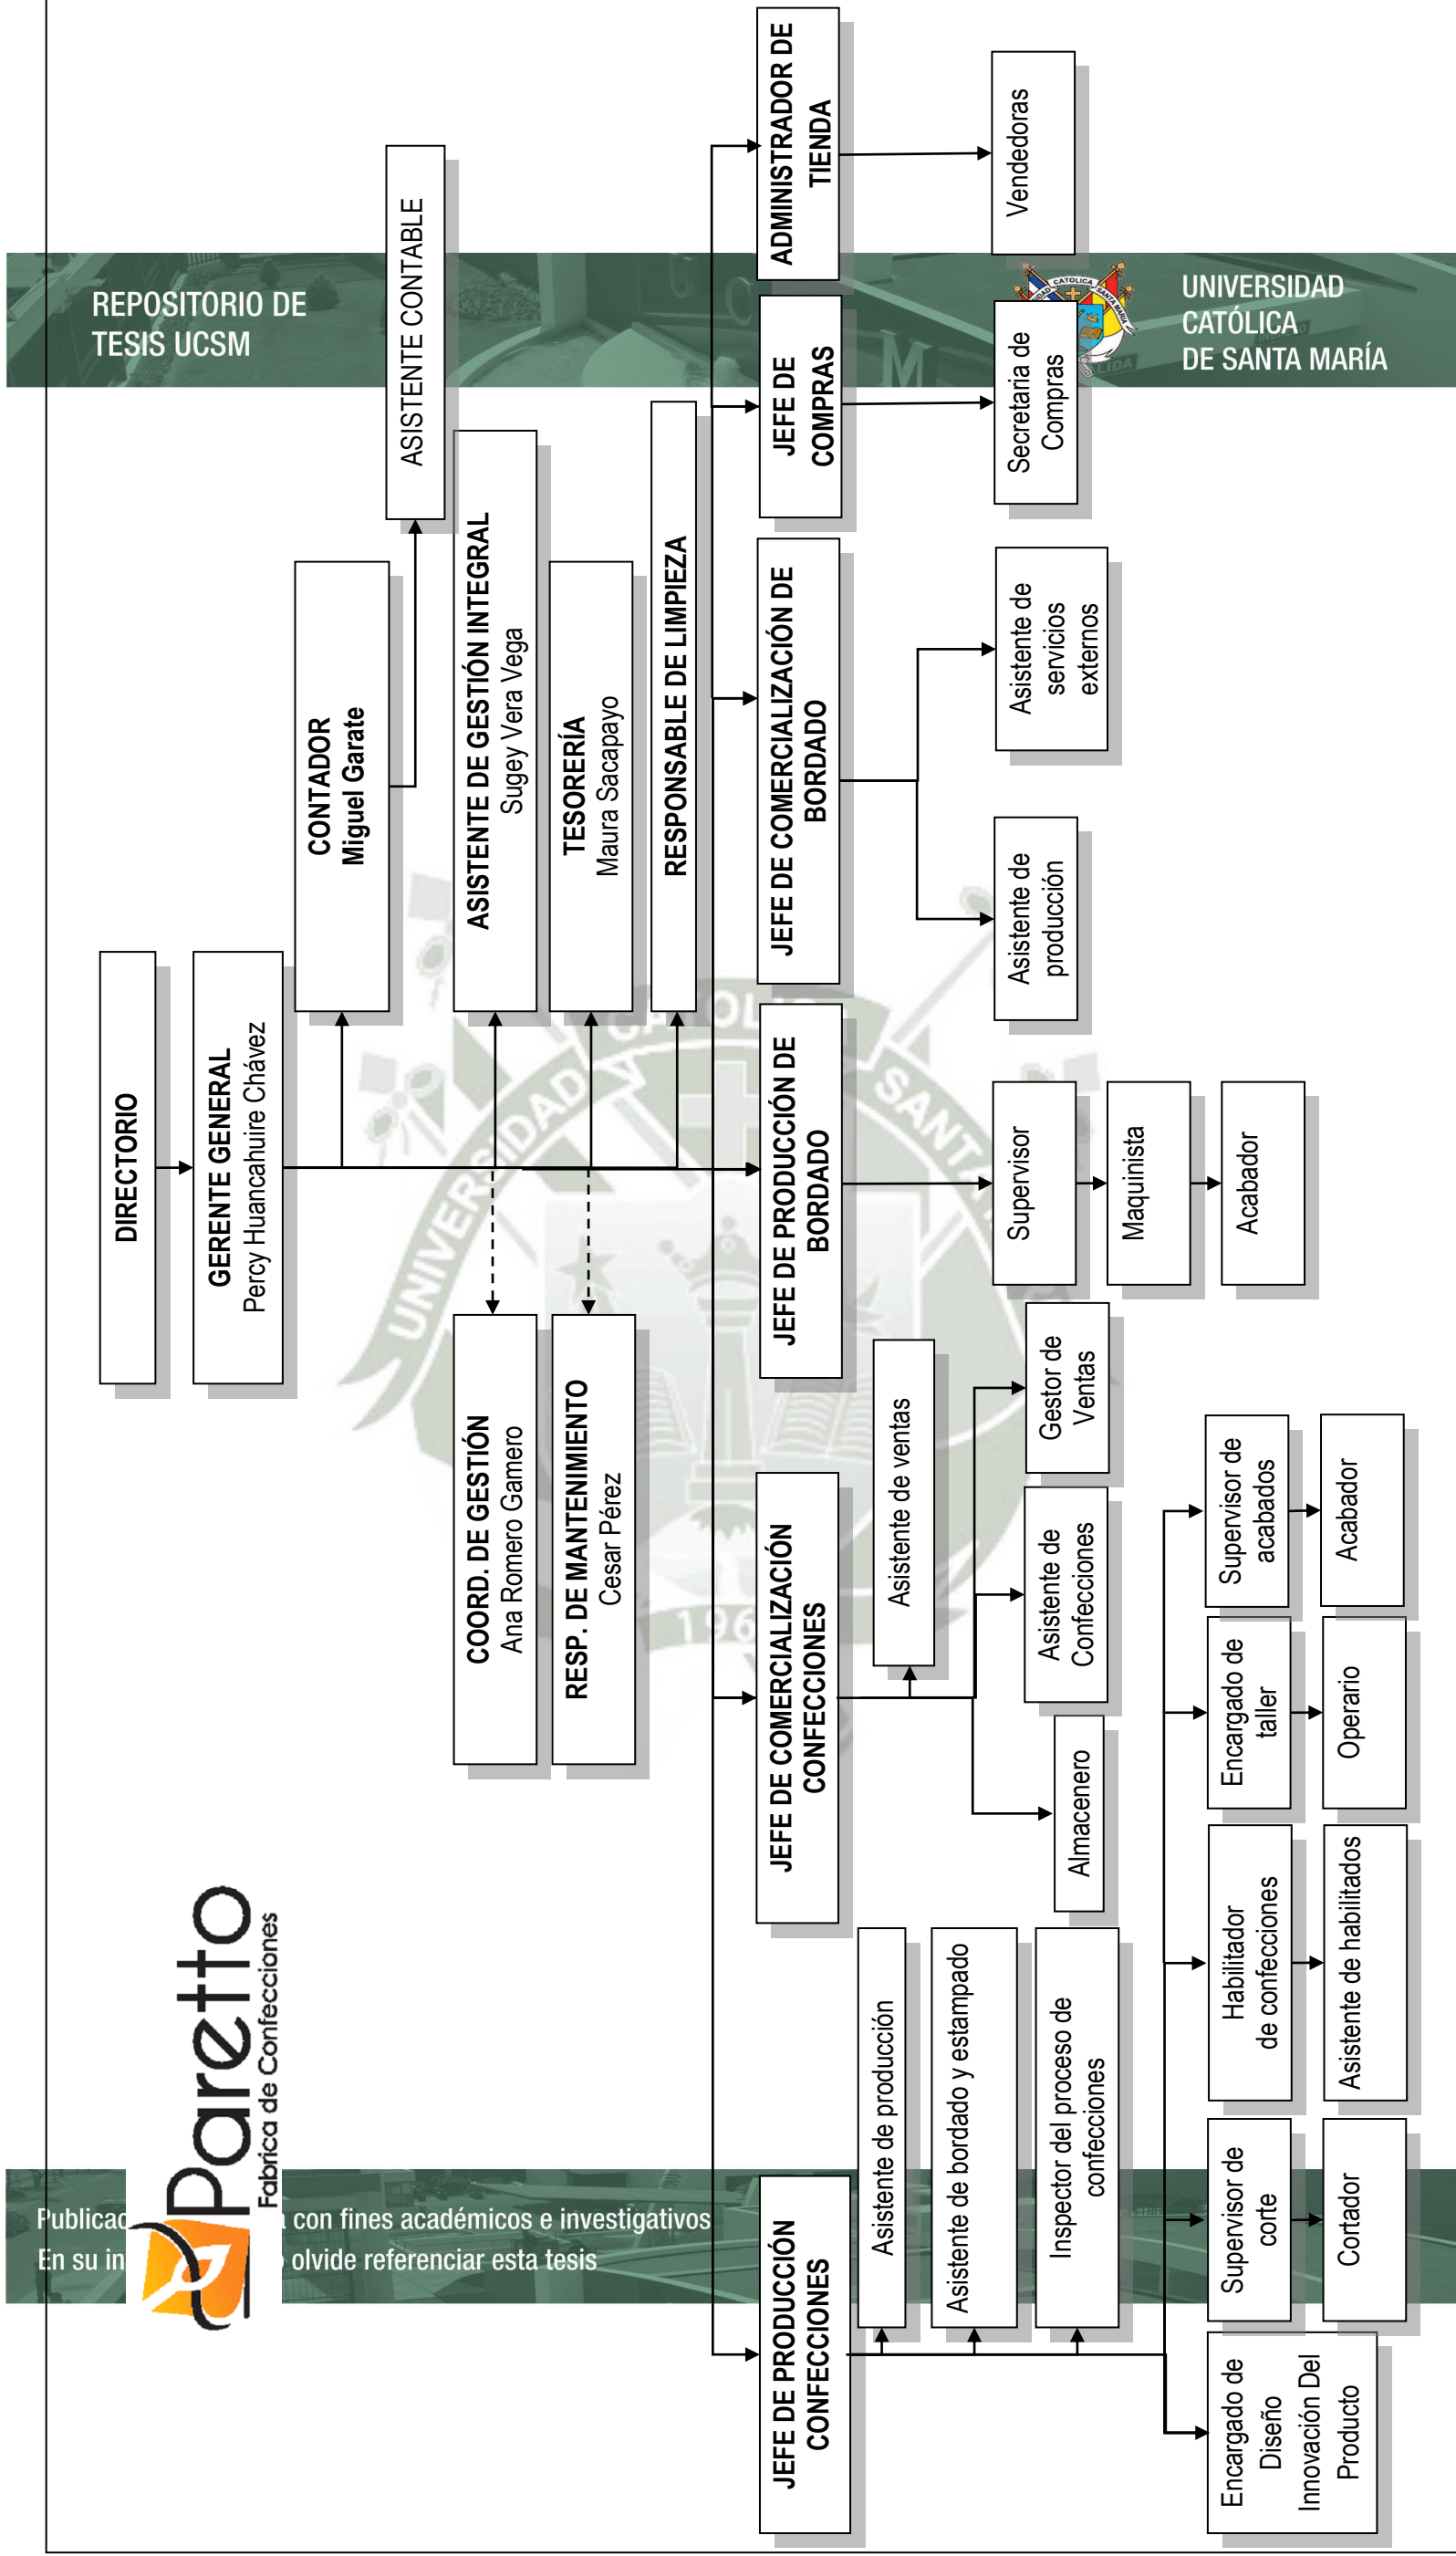 REPOSITORIO DE
TESIS UCSM
UNIVERSIDAD
CATÓLICA
DE SANTA MARÍA
Paretto
Fabrica de Confecciones
DIRECTORIO
GERENTE GENERAL
Percy Huancahuire Chávez
CONTADOR
Miguel Garate
ASISTENTE CONTABLE
COORD. DE GESTIÓN
Ana Romero Gamero
ASISTENTE DE GESTIÓN INTEGRAL
Sugey Vera Vega
RESP. DE MANTENIMIENTO
Cesar Pérez
TESORERÍA
Maura Sacapayo
RESPONSABLE DE LIMPIEZA
JEFE DE PRODUCCIÓN
CONFECCIONES
JEFE DE COMERCIALIZACIÓN
CONFECCIONES
JEFE DE PRODUCCIÓN DE
BORDADO
JEFE DE COMERCIALIZACIÓN DE
BORDADO
JEFE DE
COMPRAS
ADMINISTRADOR DE
TIENDA
Asistente de producción
Asistente de bordado y estampado
Inspector del proceso de
confecciones
Asistente de ventas
Almacenero
Asistente de
Confecciones
Gestor de
Ventas
Supervisor
Maquinista
Acabador
Asistente de
producción
Asistente de
servicios
externos
Secretaria de
Compras
Vendedoras
Encargado de
Diseño
Innovación Del
Producto
Supervisor de
corte
Cortador
Habilitador
de confecciones
Asistente de habilitados
Encargado de
taller
Operario
Supervisor de
acabados
Acabador
UNIVERSIDAD CATOLICA SANTA
196
con fines académicos e investigativos
En su
olvide referenciar esta tesis